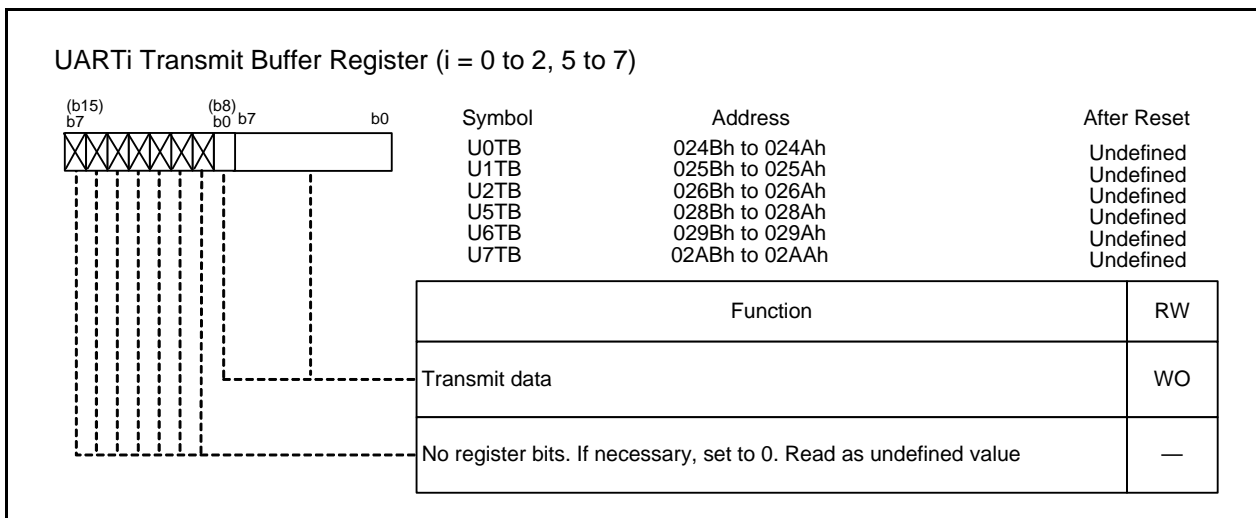 UARTi Transmit Buffer Register (i = 0 to 2, 5 to 7)
(b15) (b8)
b7 b0 b7 b0
Symbol Address After Reset
U0TB 024Bh to 024Ah Undefined
U1TB 025Bh to 025Ah Undefined
U2TB 026Bh to 026Ah Undefined
U5TB 028Bh to 028Ah Undefined
U6TB 029Bh to 029Ah Undefined
U7TB 02ABh to 02AAh Undefined
Function RW
Transmit data WO
No register bits. If necessary, set to 0. Read as undefined value —